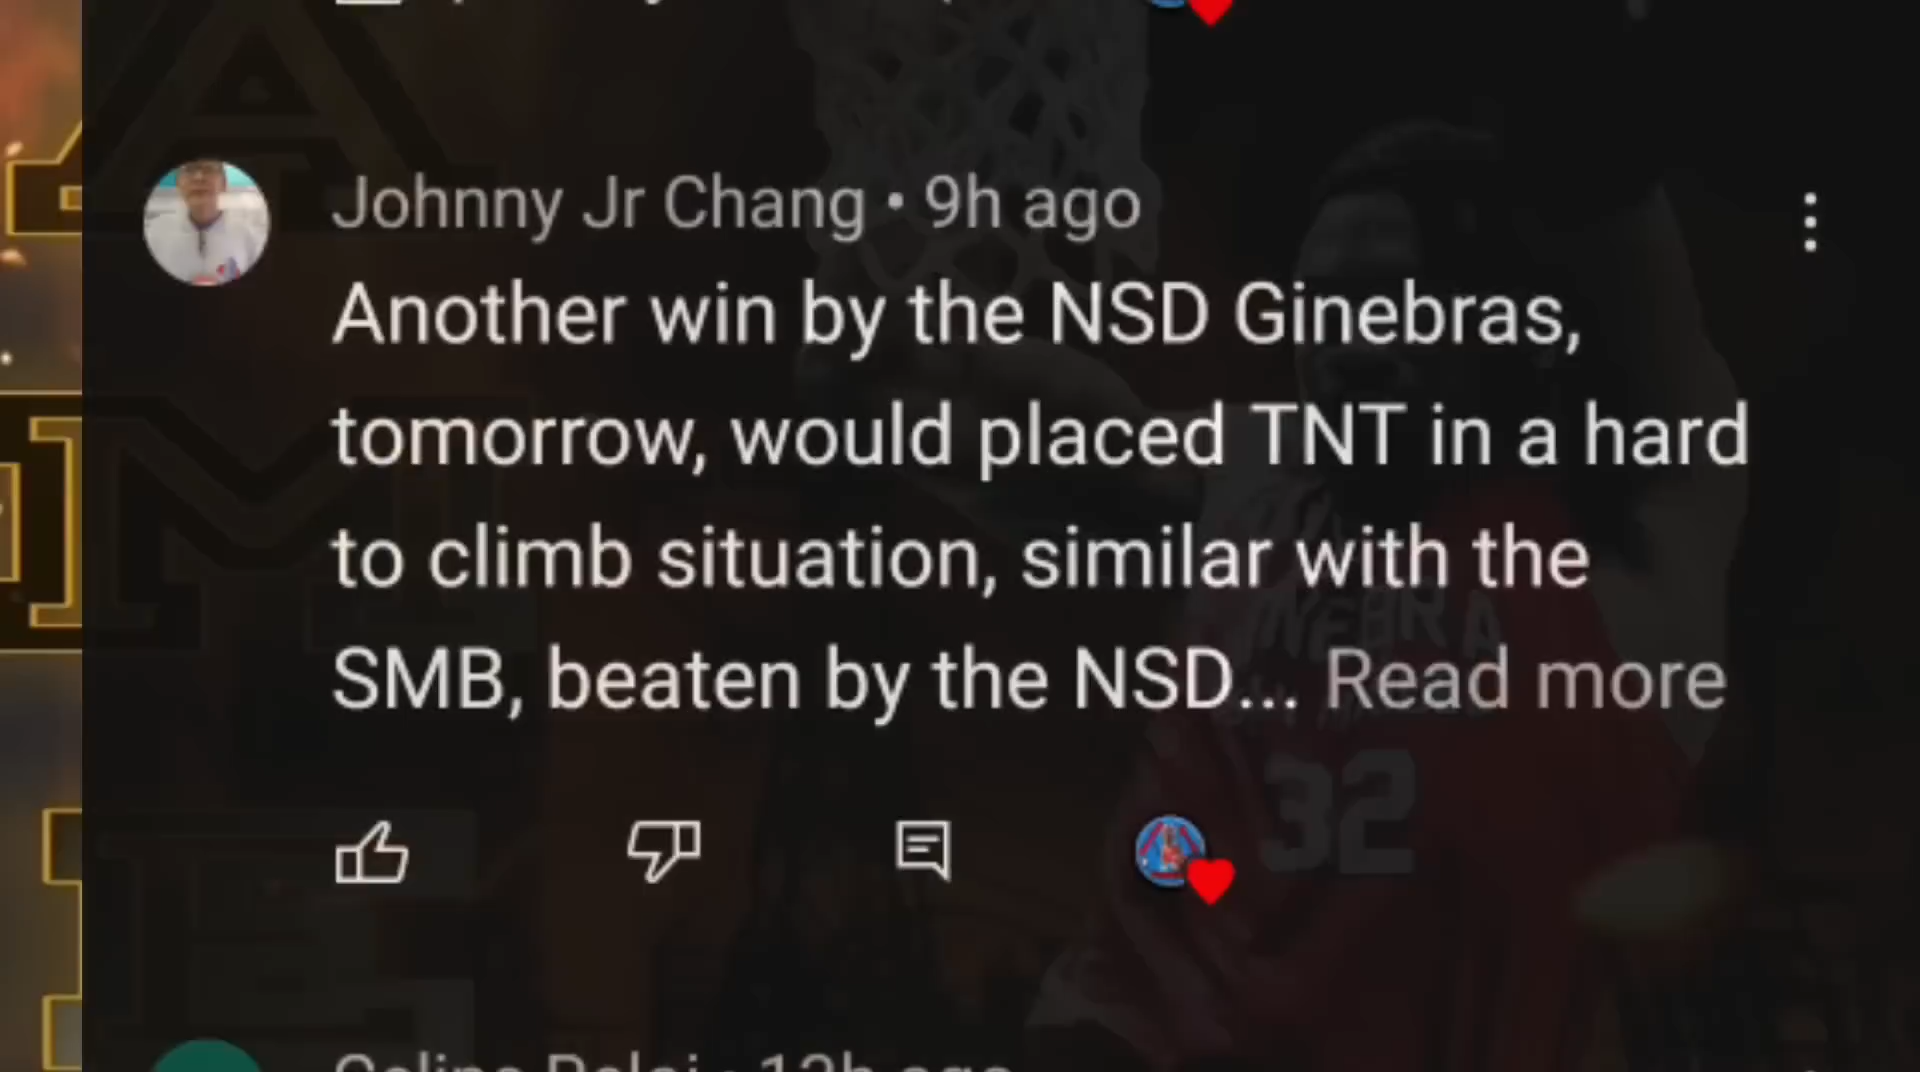 Johnny Jr Chang • 9h ago
Another win by the NSD Ginebras,
tomorrow, would placed TNT in a hard
to climb situation, similar with the
SMB, beaten by the NSD... Read more
32